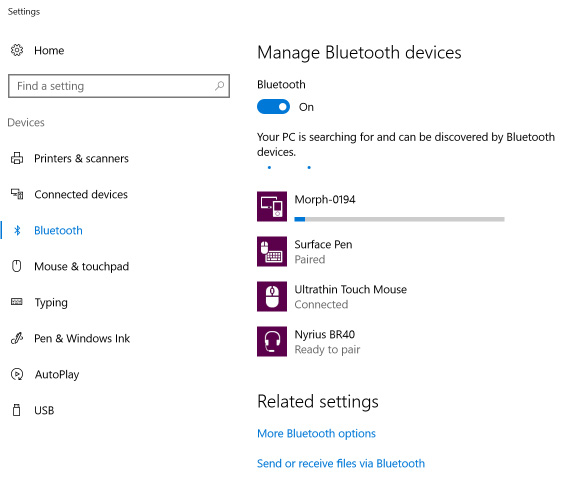 Settings
Home
Find a setting
Devices
Printers & scanners
Connected devices
Bluetooth
Mouse & touchpad
Typing
Pen & Windows Ink
AutoPlay
USB
Manage Bluetooth devices
Bluetooth
On
Your PC is searching for and can be discovered by Bluetooth
devices.
Morph-0194
Surface Pen
Paired
Ultrathin Touch Mouse
Connected
Nyrius BR40
Ready to pair
Related settings
More Bluetooth options
Send or receive files via Bluetooth